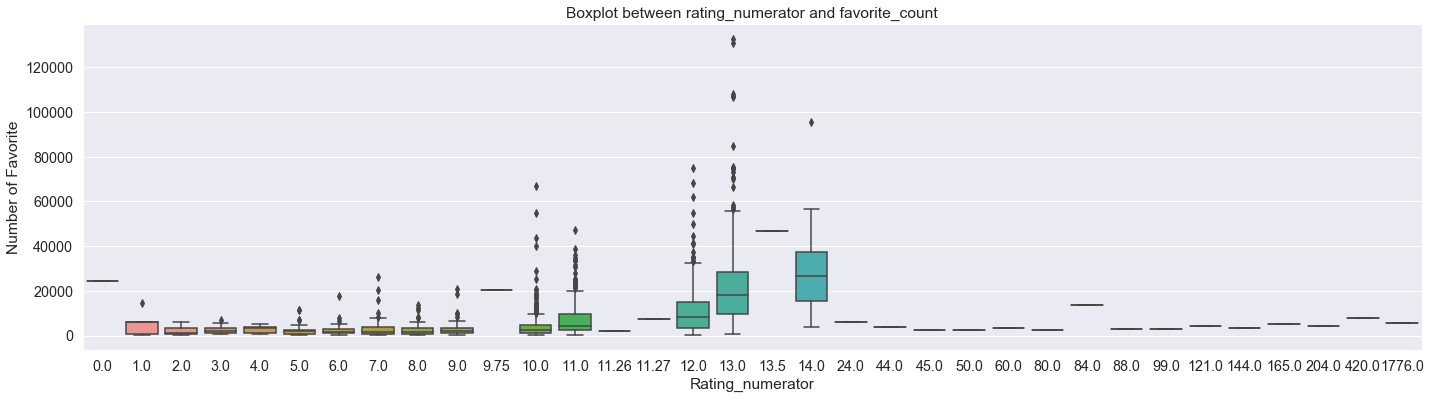 Boxplot between rating_numerator and favorite_count
Number of Favorite
120000
100000
80000
60000
40000
20000
0
0.0 1.0 2.0 3.0 4.0 5.0 6.0 7.0 8.0 9.0 9.75 10.0 11.0 11.26 11.27 12.0 13.0 13.5 14.0 24.0 44.0 45.0 50.0 60.0 80.0 84.0 88.0 99.0 121.0 144.0 165.0 204.0 420.0 1776.0
Rating_numerator